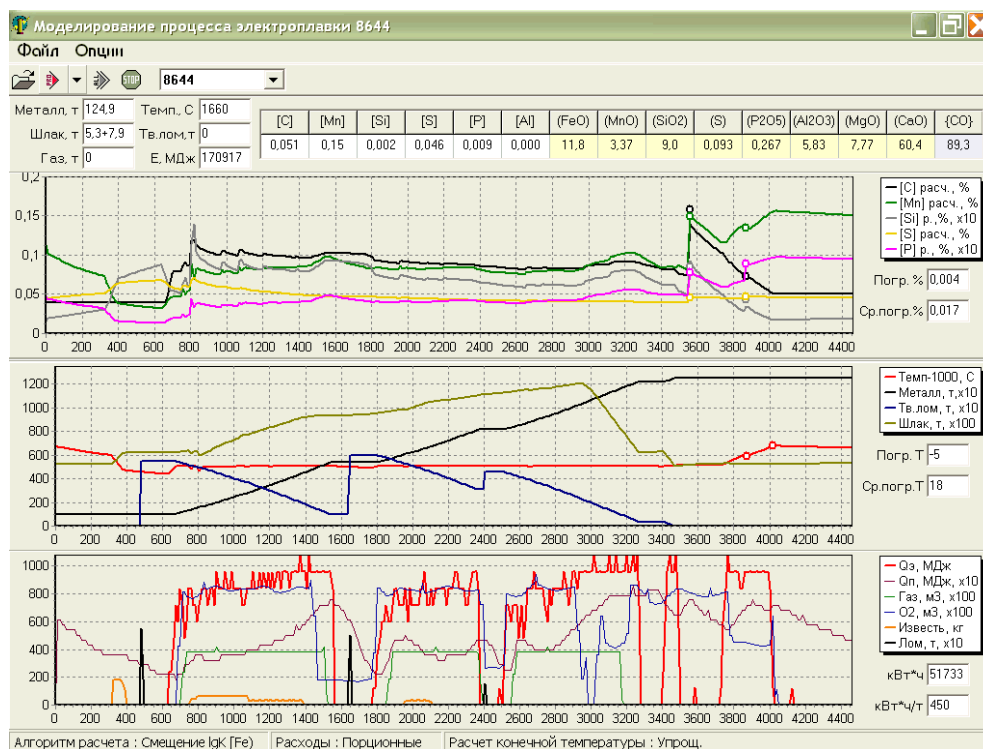 Моделирование процесса электроплавки 8644
Файл Опции
STOP 8644
Металл, т 124,9 Темп., С 1660
Шлак, т 5,3+7,9 Тв.лом,т 0
Газ, т 0 E, МДж 170917
[C] [Mn] [Si] [S] [P] [Al] (FeO) (MnO) (SiO2) (S) (P2O5) (Al2O3) (MgO) (CaO) {CO}
0,051 0,15 0,002 0,046 0,009 0,000 11,8 3,37 9,0 0,093 0,267 5,83 7,77 60,4 89,3
0,2
0,15
0,1
0,05
0
0 200 400 600 800 1000 1200 1400 1600 1800 2000 2200 2400 2600 2800 3000 3200 3400 3600 3800 4000 4200 4400
[C] расч., %
[Mn] расч., %
[Si] р.,%, x10
[S] расч., %
[P] р., %, x10
Погр. % 0,004
Ср.погр.% 0,017
1200
1000
800
600
400
200
0
0 200 400 600 800 1000 1200 1400 1600 1800 2000 2200 2400 2600 2800 3000 3200 3400 3600 3800 4000 4200 4400
Темп-1000, С
Металл, т,x10
Тв.лом, т, x10
Шлак, т, x100
Погр. Т -5
Ср.погр.Т 18
1000
800
600
400
200
0
0 200 400 600 800 1000 1200 1400 1600 1800 2000 2200 2400 2600 2800 3000 3200 3400 3600 3800 4000 4200 4400
Qэ, МДж
Qп, МДж, x10
Газ, м3, x100
O2, м3, x100
Известь, кг
Лом, т, x10
кВт*ч 51733
кВт*ч/т 450
Алгоритм расчета : Смещение lgK [Fe) Расходы : Порционные Расчет конечной температуры : Упрощ.